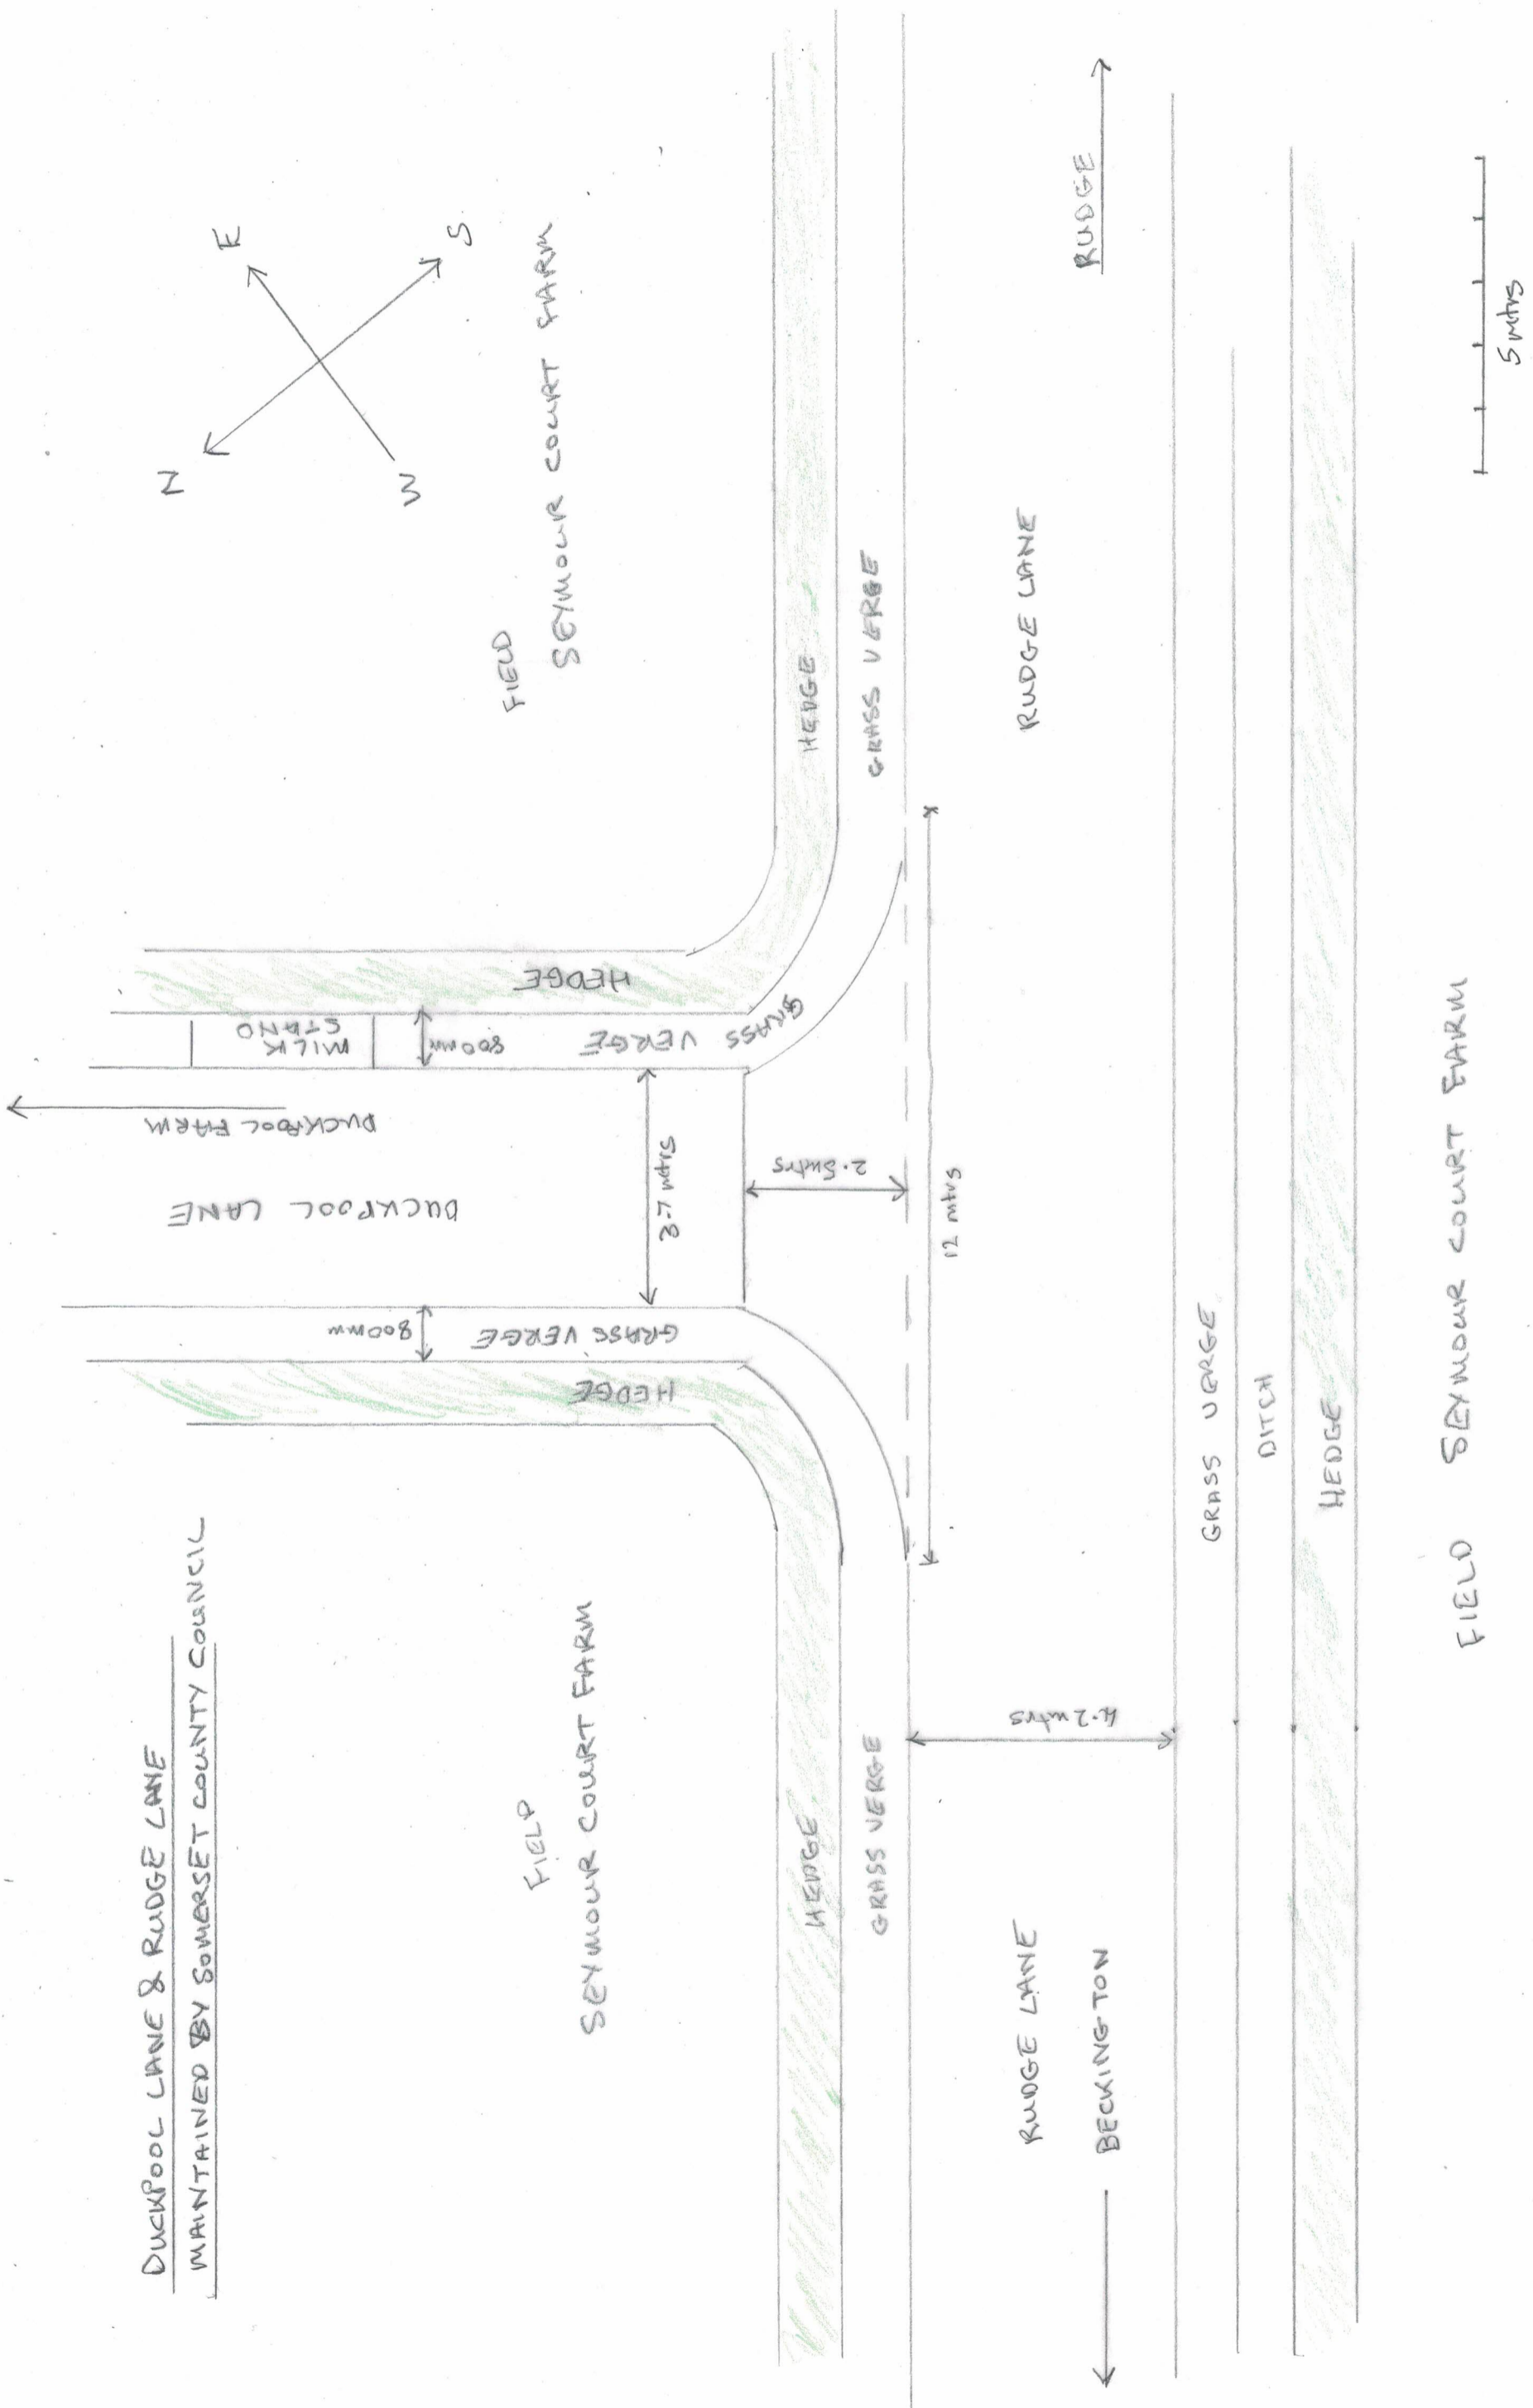 DUCKPOOL LANE & RUDGE LANE
MAINTAINED BY SOMERSET COUNTY COUNCIL
N
E
S
W
FIELD
SEYMOUR COURT FARM
FIELD
SEYMOUR COURT FARM
DUCKPOOL FARM
DUCKPOOL LANE
MILK
STAND
800mm
800mm
GRASS VERGE
HEDGE
HEDGE
GRASS VERGE
3.7 mtrs
2.5mtrs
12 mtrs
HEDGE
GRASS VERGE
HEDGE
GRASS VERGE
4.2 mtrs
RUDGE LANE
BECKINGTON
RUDGE LANE
RUDGE
GRASS VERGE
DITCH
HEDGE
FIELD SEYMOUR COURT FARM
5 mtrs